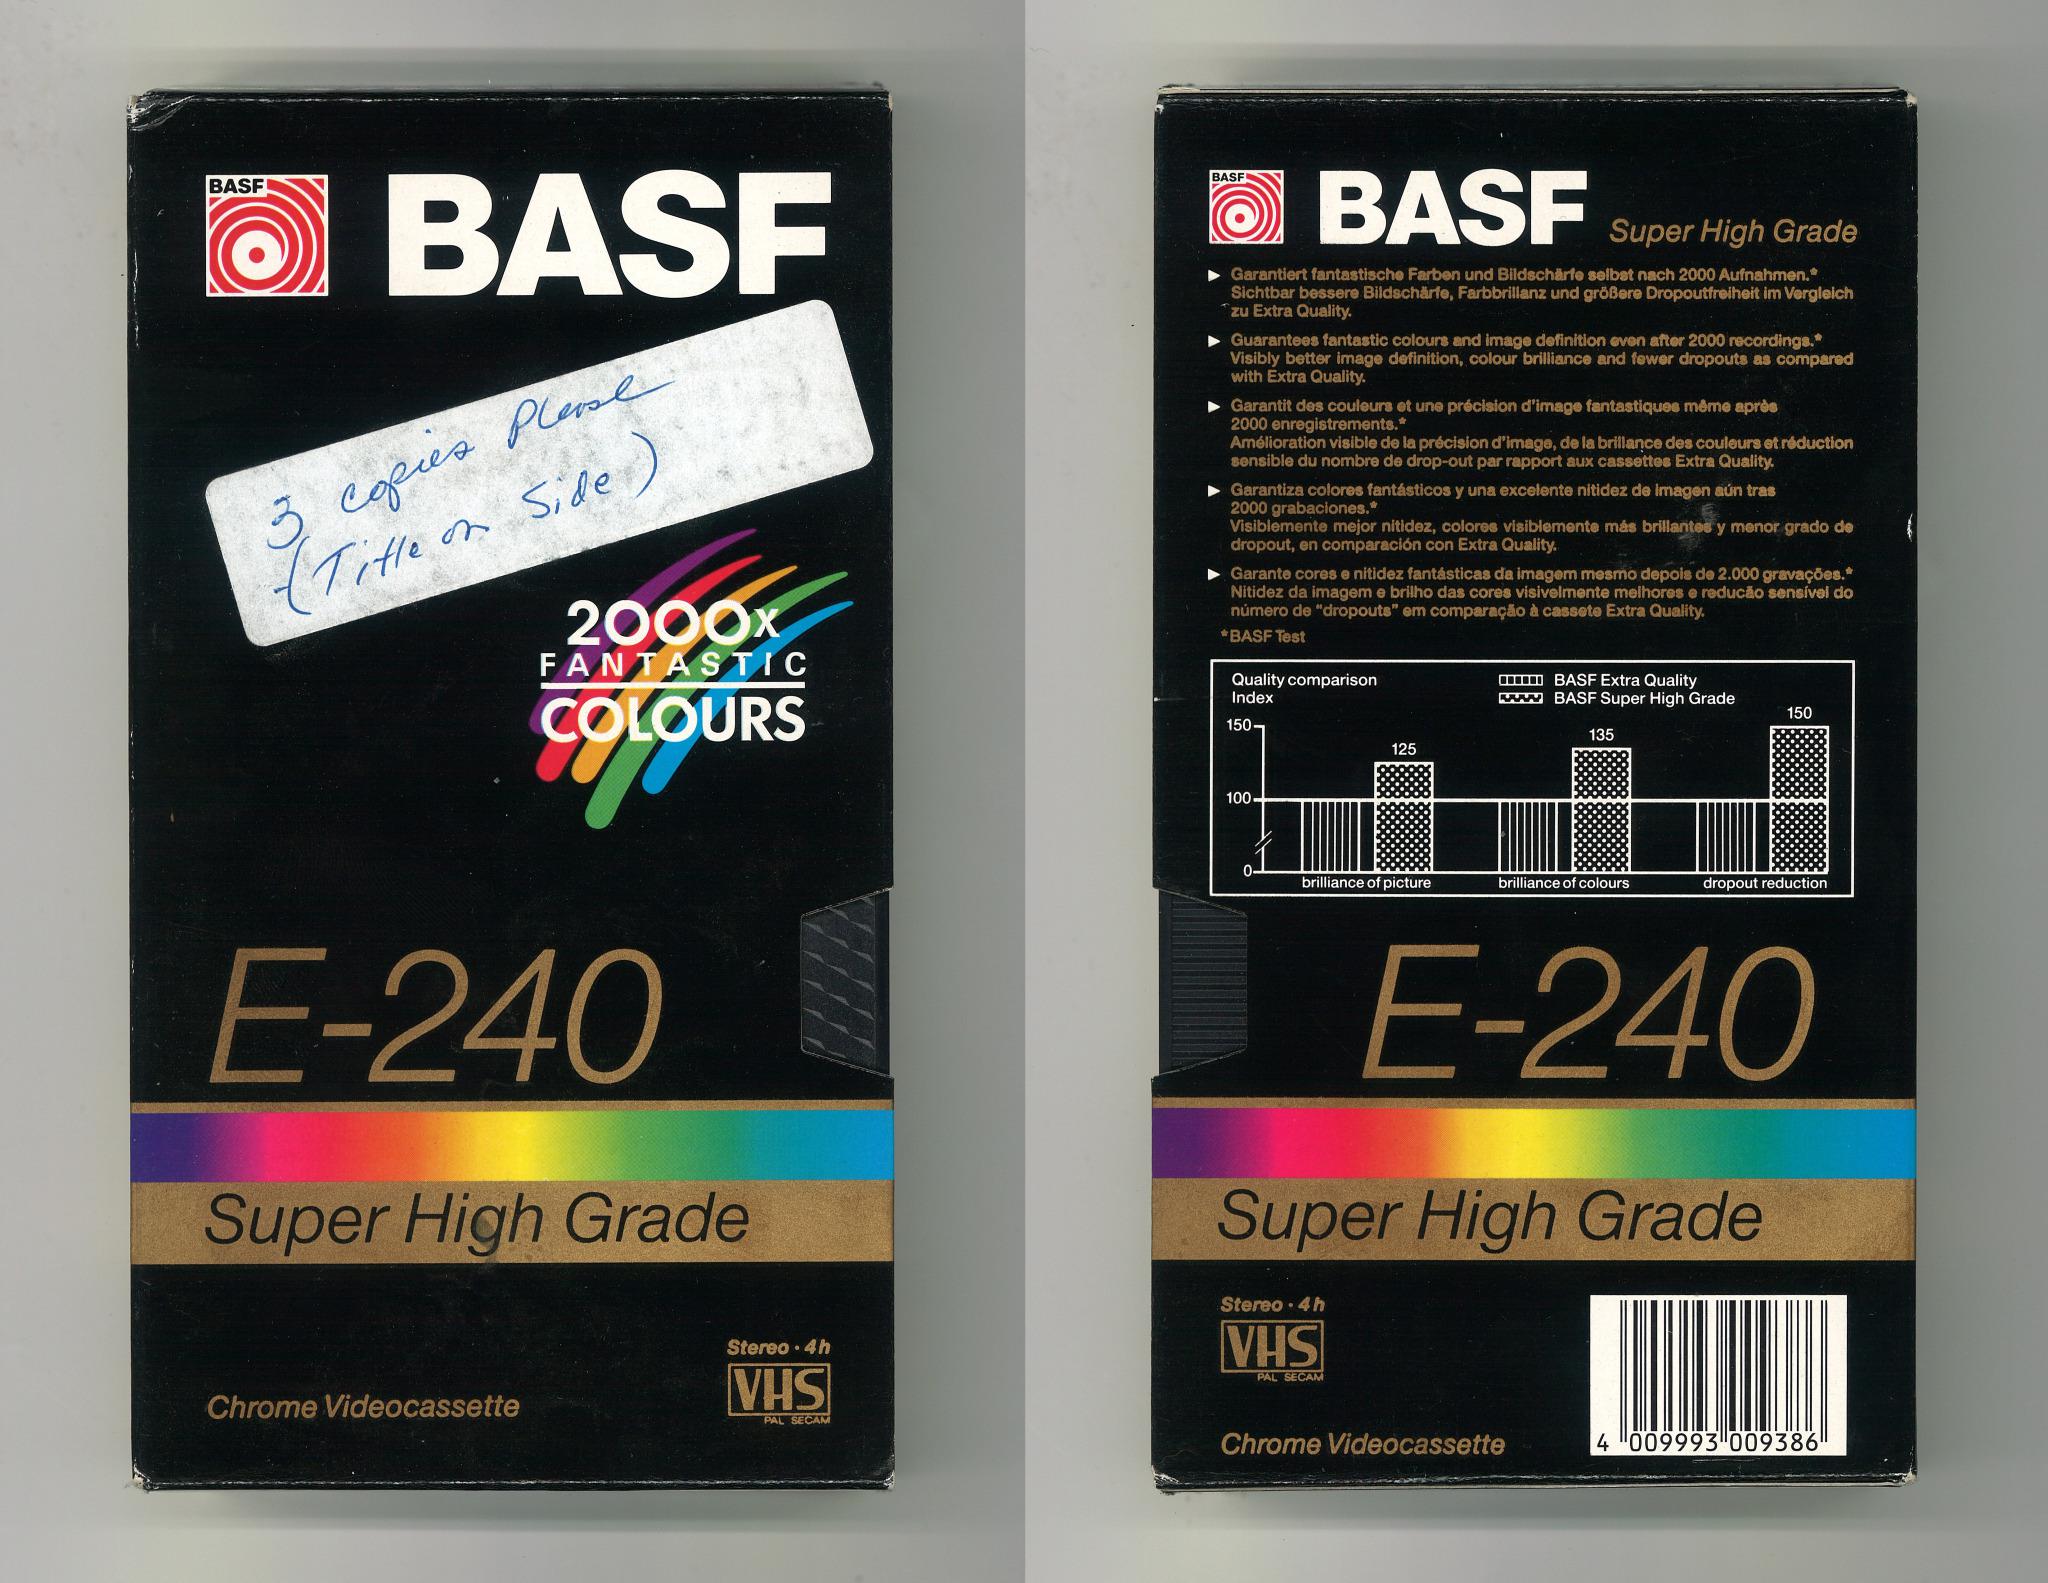 BASF
BASF
3 copies Please
(Title on Side)
2000x
FANTASTIC
COLOURS
E-240
Super High Grade
Stereo · 4h
VHS
PAL SECAM
Chrome Videocassette
BASF
BASF Super High Grade
Garantiert fantastische Farben und Bildschärfe selbst nach 2000 Aufnahmen.*
Sichtbar bessere Bildschärfe, Farbbrillanz und größere Dropoutfreiheit im Vergleich
zu Extra Quality.
Guarantees fantastic colours and image definition even after 2000 recordings.*
Visibly better image definition, colour brilliance and fewer dropouts as compared
with Extra Quality.
Garantit des couleurs et une précision d'image fantastiques même après
2000 enregistrements.*
Amélioration visible de la précision d'image, de la brillance des couleurs et réduction
sensible du nombre de drop-out par rapport aux cassettes Extra Quality.
Garantiza colores fantásticos y una excelente nitidez de imagen aún tras
2000 grabaciones.*
Visiblemente mejor nitidez, colores visiblemente más brillantes y menor grado de
dropout, en comparación con Extra Quality.
Garante cores e nitidez fantásticas da imagem mesmo depois de 2.000 gravações.*
Nitidez da imagem e brilho das cores visivelmente melhores e redução sensível do
número de "dropouts" em comparação à cassete Extra Quality.
*BASF Test
Quality comparison
Index
BASF Extra Quality
BASF Super High Grade
150
125
135
150
100
0
brilliance of picture
brilliance of colours
dropout reduction
E-240
Super High Grade
Stereo · 4h
VHS
PAL SECAM
Chrome Videocassette
4 009993 009386